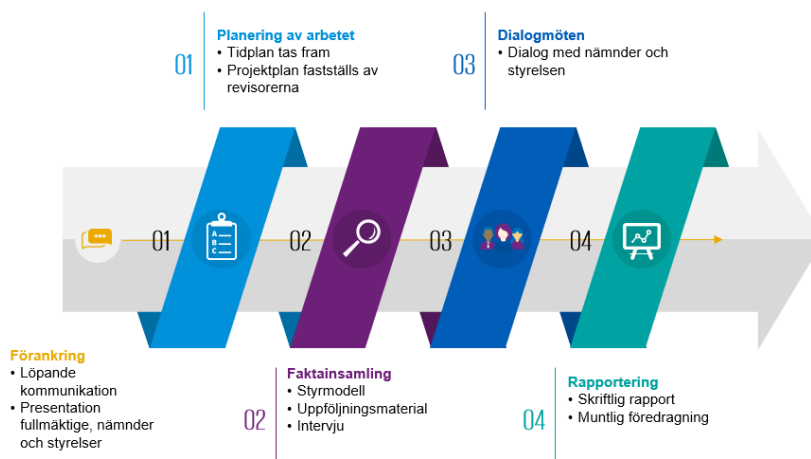 01
Planering av arbetet
• Tidplan tas fram
• Projektplan fastställs av
revisorerna
03
Dialogmöten
• Dialog med nämnder och
styrelsen
01
A
B
C
02
03
04
Förankring
• Löpande
kommunikation
• Presentation
fullmäktige, nämnder
och styrelser
02
Faktainsamling
• Styrmodell
• Uppföljningsmaterial
• Intervju
04
Rapportering
• Skriftlig rapport
• Muntlig föredragning